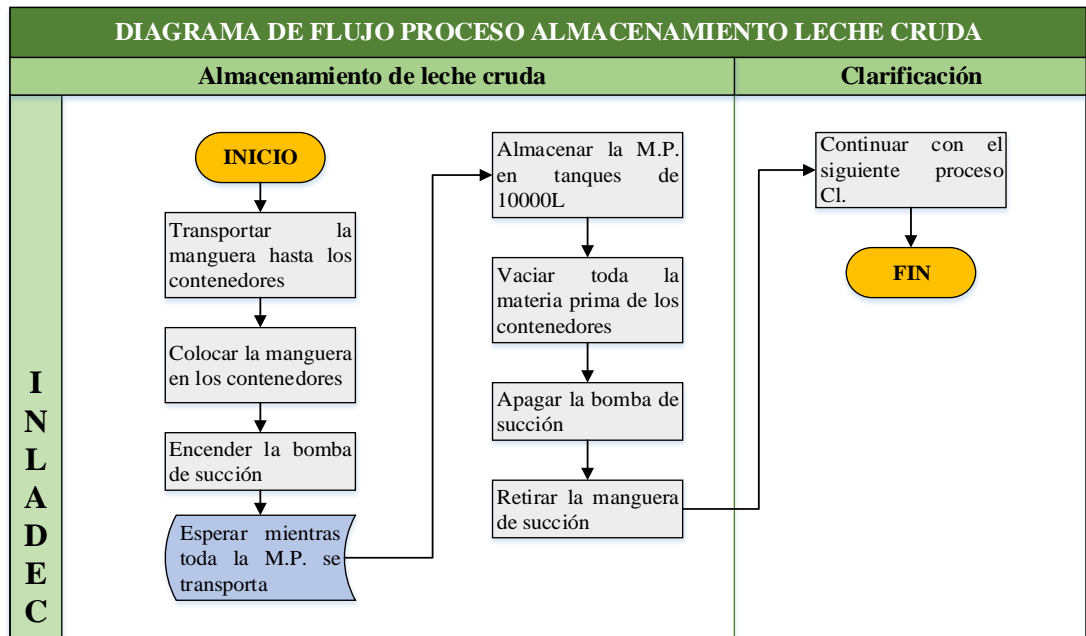 DIAGRAMA DE FLUJO PROCESO ALMACENAMIENTO LECHE CRUDA
Almacenamiento de leche cruda
Clarificación
I
N
L
A
D
E
C
INICIO
Transportar la
manguera hasta los
contenedores
Colocar la manguera
en los contenedores
Encender la bomba
de succión
Esperar mientras
toda la M.P. se
transporta
Almacenar la M.P.
en tanques de
10000L
Vaciar toda la
materia prima de los
contenedores
Apagar la bomba de
succión
Retirar la manguera
de succión
Continuar con el
siguiente proceso
Cl.
FIN